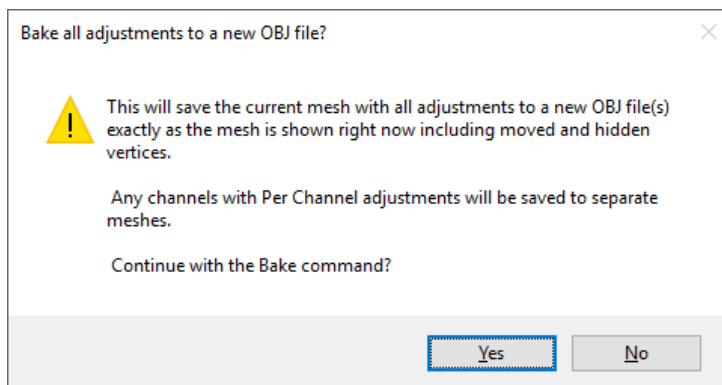 Bake all adjustments to a new OBJ file?
This will save the current mesh with all adjustments to a new OBJ file(s)
exactly as the mesh is shown right now including moved and hidden
vertices.
Any channels with Per Channel adjustments will be saved to separate
meshes.
Continue with the Bake command?
Yes
No